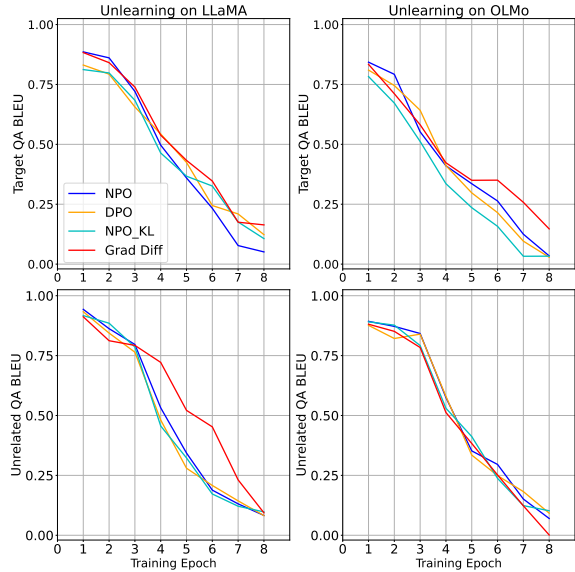 Unlearning on LLaMA
Unlearning on OLMo
Target QA BLEU
1.00
0.75
0.50
0.25
0.00
NPO
DPO
NPO_KL
Grad Diff
0 1 2 3 4 5 6 7 8
Target QA BLEU
1.00
0.75
0.50
0.25
0.00
0 1 2 3 4 5 6 7 8
Unrelated QA BLEU
1.00
0.75
0.50
0.25
0.00
0 1 2 3 4 5 6 7 8
Training Epoch
Unrelated QA BLEU
1.00
0.75
0.50
0.25
0.00
0 1 2 3 4 5 6 7 8
Training Epoch